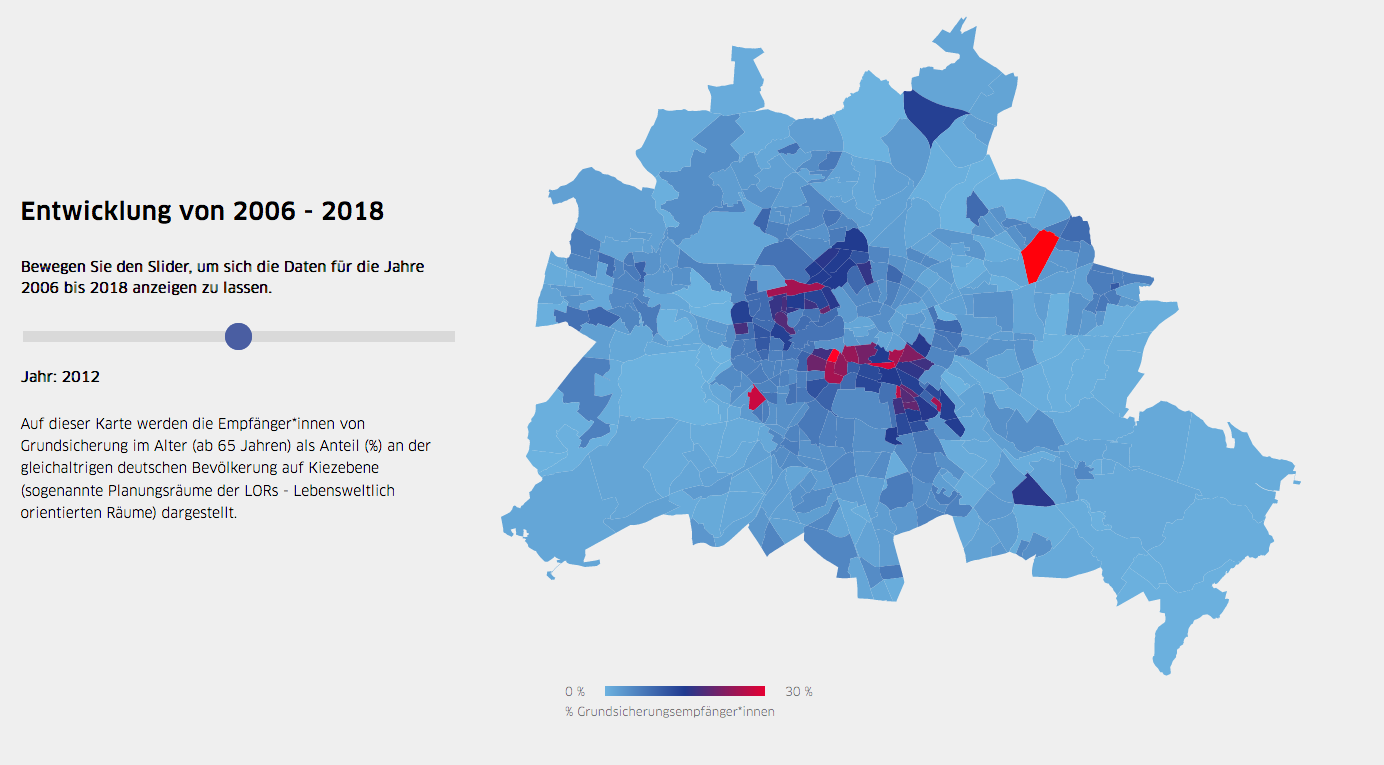 Entwicklung von 2006 - 2018
Bewegen Sie den Slider, um sich die Daten für die Jahre
2006 bis 2018 anzeigen zu lassen.
Jahr: 2012
Auf dieser Karte werden die Empfänger*innen von
Grundsicherung im Alter (ab 65 Jahren) als Anteil (%) an der
gleichaltrigen deutschen Bevölkerung auf Kiezebene
(sogenannte Planungsräume der LORs - Lebensweltlich
orientierten Räume) dargestellt.
0 % 30 %
% Grundsicherungsempfänger*innen